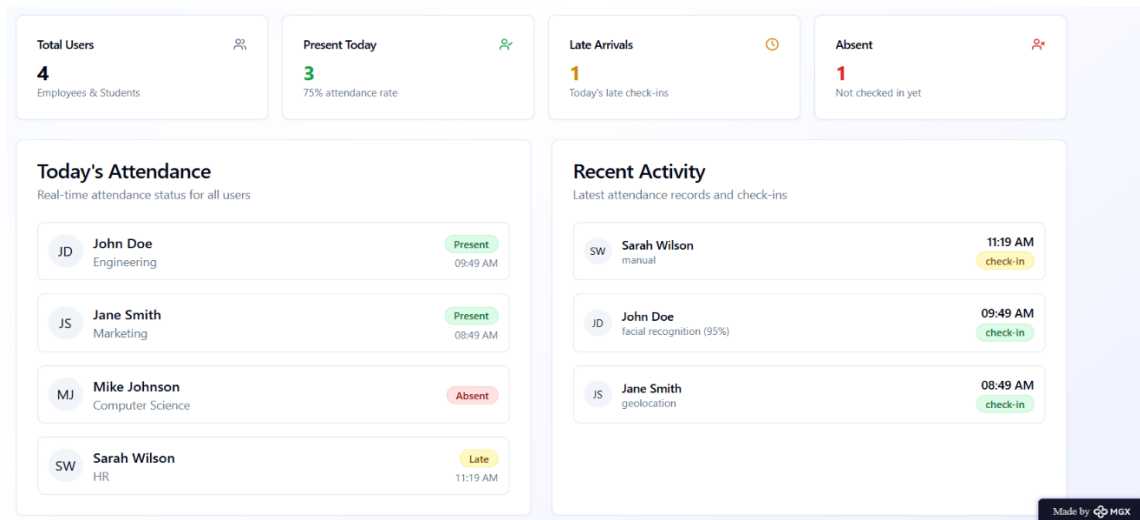 Total Users
4
Employees & Students
Present Today
3
75% attendance rate
Late Arrivals
1
Today's late check-ins
Absent
1
Not checked in yet
Today's Attendance
Real-time attendance status for all users
JD
John Doe
Engineering
Present
09:49 AM
JS
Jane Smith
Marketing
Present
08:49 AM
MJ
Mike Johnson
Computer Science
Absent
SW
Sarah Wilson
HR
Late
11:19 AM
Recent Activity
Latest attendance records and check-ins
SW
Sarah Wilson
manual
11:19 AM
check-in
JD
John Doe
facial recognition (95%)
09:49 AM
check-in
JS
Jane Smith
geolocation
08:49 AM
check-in
Made by MGX